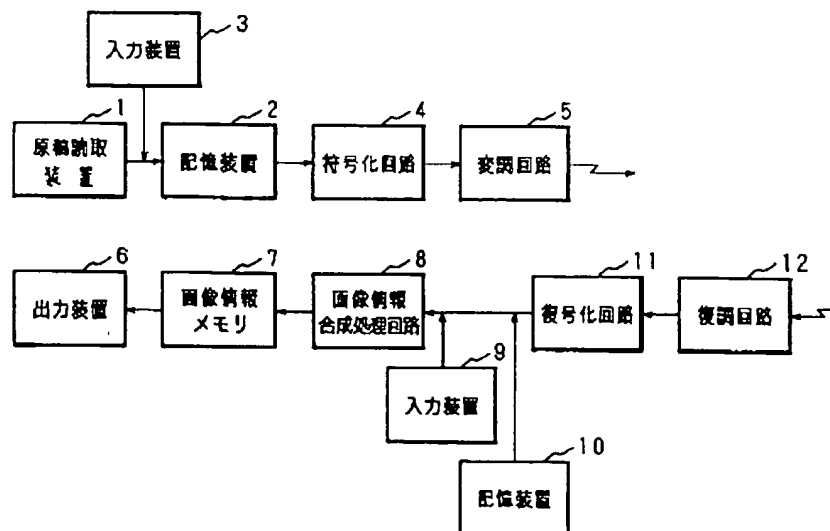 3
入力装置
1
2
4
5
原稿読取
装置
記憶装置
符号化回路
変調回路
6
7
8
11
12
出力装置
画像情報
メモリ
画像情報
合成処理回路
復号化回路
復調回路
9
入力装置
10
記憶装置